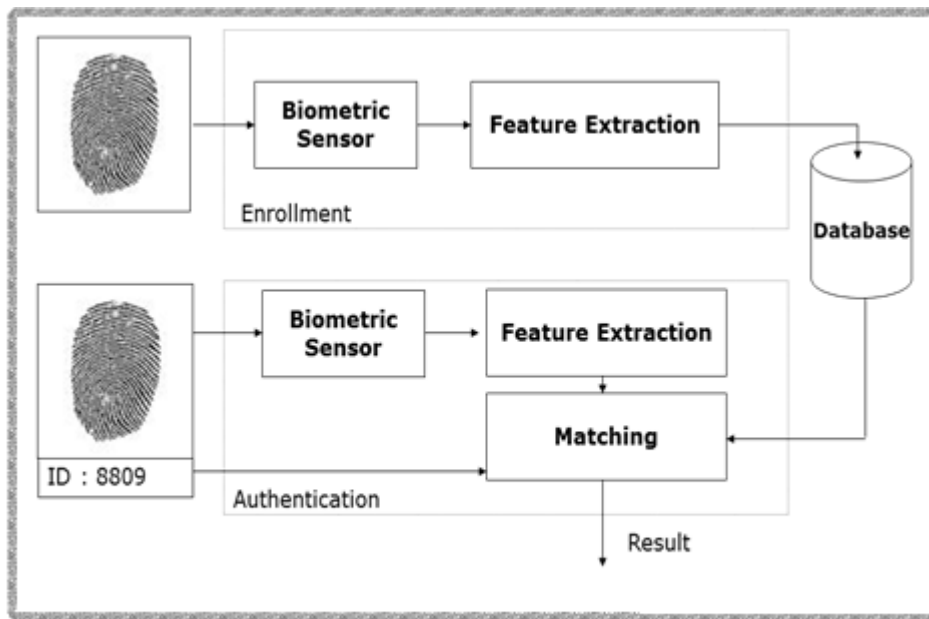 Biometric
Sensor
Feature Extraction
Enrollment
Database
Biometric
Sensor
Feature Extraction
Matching
ID : 8809
Authentication
Result